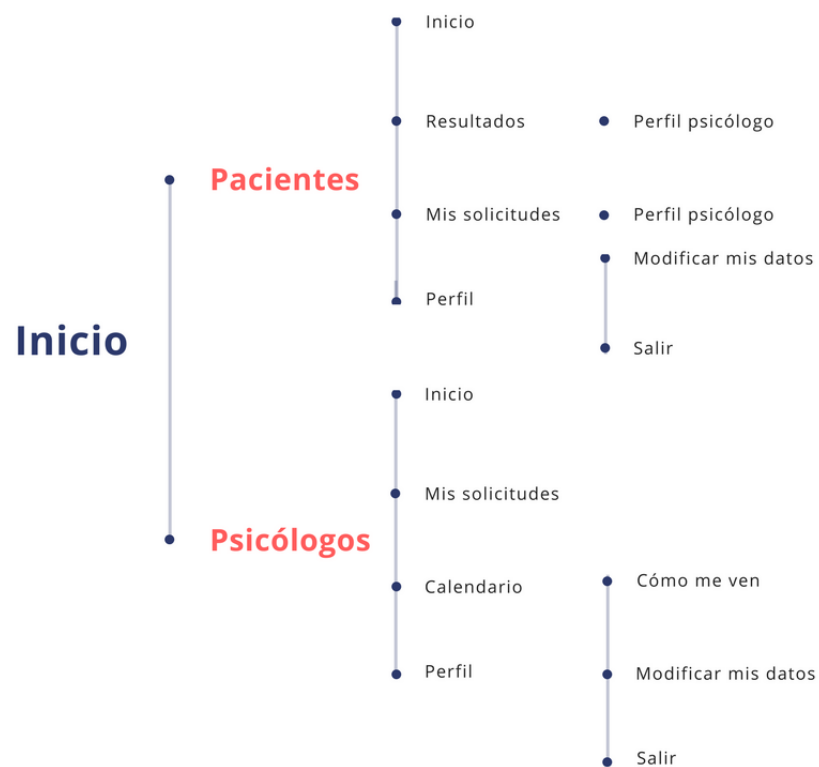 Inicio
Pacientes
Inicio
Resultados
Perfil psicólogo
Mis solicitudes
Perfil psicólogo
Perfil
Modificar mis datos
Salir
Psicólogos
Inicio
Mis solicitudes
Calendario
Perfil
Cómo me ven
Modificar mis datos
Salir